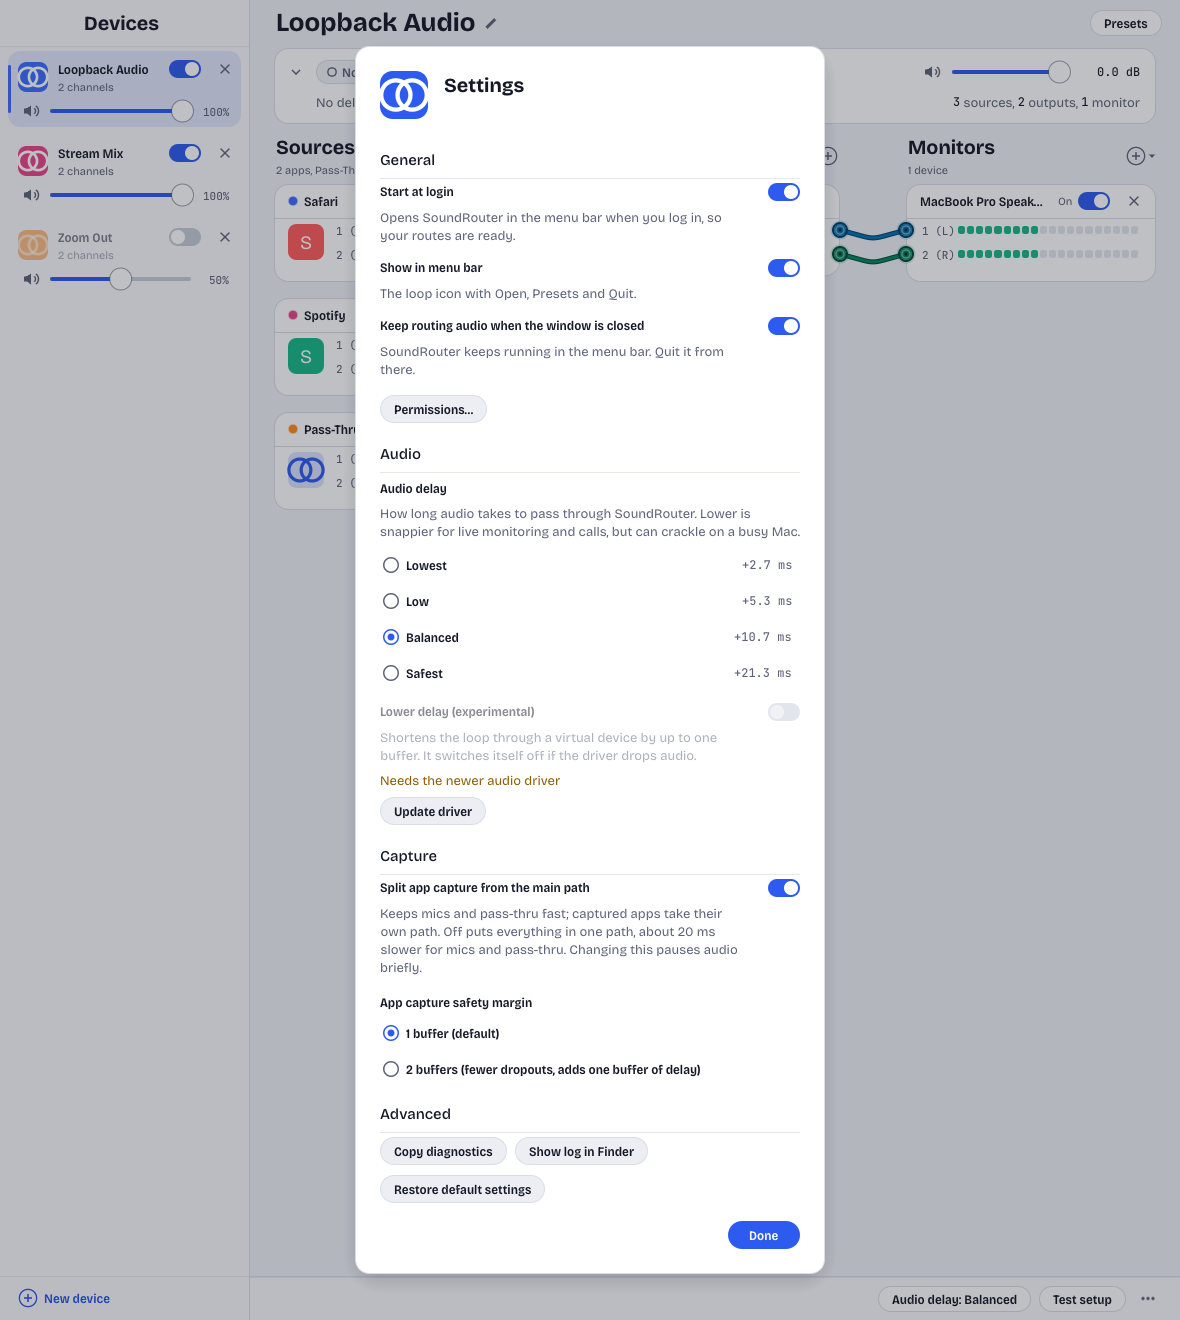 Devices
Loopback Audio
2 channels
100%
Stream Mix
2 channels
100%
Zoom Out
2 channels
50%
New device
Loopback Audio
Presets
No del
0.0 dB
3 sources, 2 outputs, 1 monitor
Sources
2 apps, Pass-Th
Safari
S
1 (
2 (
Spotify
S
1 (
2 (
Pass-Thr
1 (
2 (
Monitors
1 device
MacBook Pro Speak...
On
1 (L)
2 (R)
Settings
General
Start at login
Opens SoundRouter in the menu bar when you log in, so
your routes are ready.
Show in menu bar
The loop icon with Open, Presets and Quit.
Keep routing audio when the window is closed
SoundRouter keeps running in the menu bar. Quit it from
there.
Permissions...
Audio
Audio delay
How long audio takes to pass through SoundRouter. Lower is
snappier for live monitoring and calls, but can crackle on a busy Mac.
Lowest +2.7 ms
Low +5.3 ms
Balanced +10.7 ms
Safest +21.3 ms
Lower delay (experimental)
Shortens the loop through a virtual device by up to one
buffer. It switches itself off if the driver drops audio.
Needs the newer audio driver
Update driver
Capture
Split app capture from the main path
Keeps mics and pass-thru fast; captured apps take their
own path. Off puts everything in one path, about 20 ms
slower for mics and pass-thru. Changing this pauses audio
briefly.
App capture safety margin
1 buffer (default)
2 buffers (fewer dropouts, adds one buffer of delay)
Advanced
Copy diagnostics
Show log in Finder
Restore default settings
Done
Audio delay: Balanced
Test setup